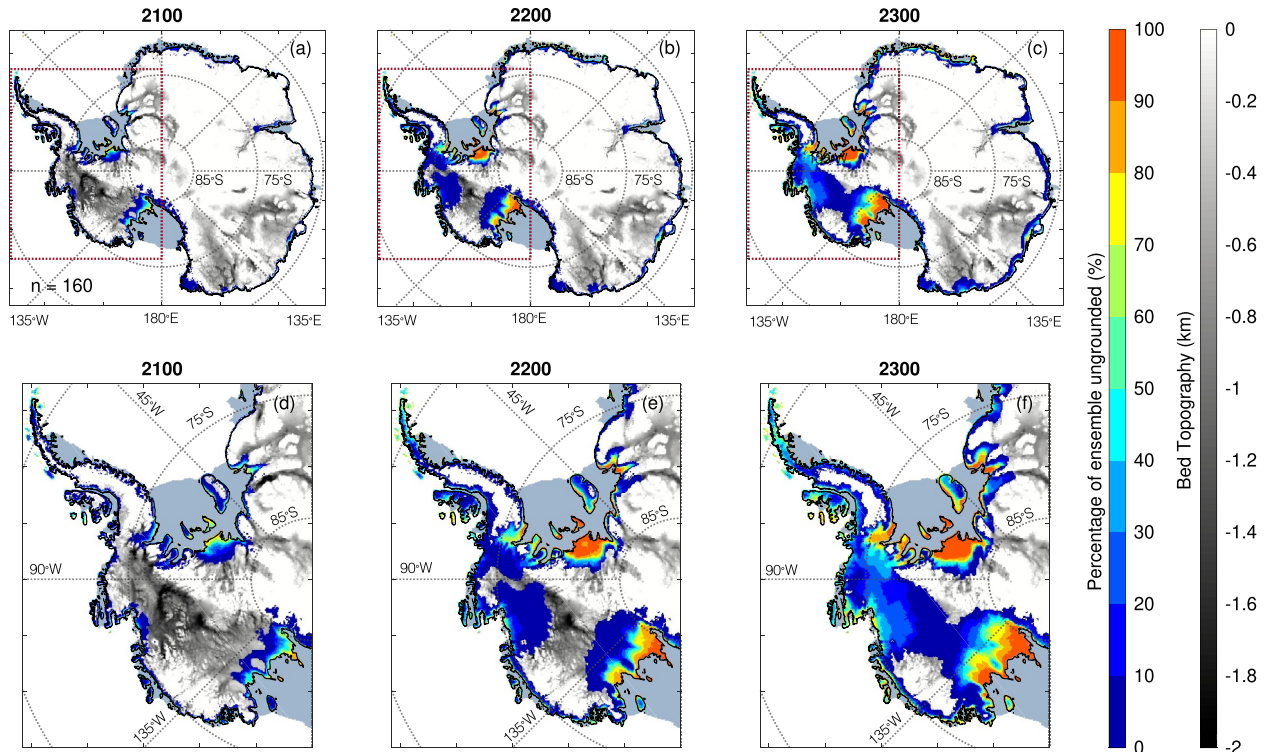 2100
2200
2300
(a)
(b)
(c)
85°S
75°S
85°S
75°S
85°S
75°S
n = 160
135°W
180°E
135°E
135°W
180°E
135°E
135°W
180°E
135°E
2100
2200
2300
(d)
(e)
(f)
45°W
75°S
85°S
90°W
135°W
45°W
75°S
85°S
90°W
135°W
45°W
75°S
85°S
90°W
135°W
Percentage of ensemble ungrounded (%)
100
90
80
70
60
50
40
30
20
10
0
Bed Topography (km)
0
-0.2
-0.4
-0.6
-0.8
-1
-1.2
-1.4
-1.6
-1.8
-2